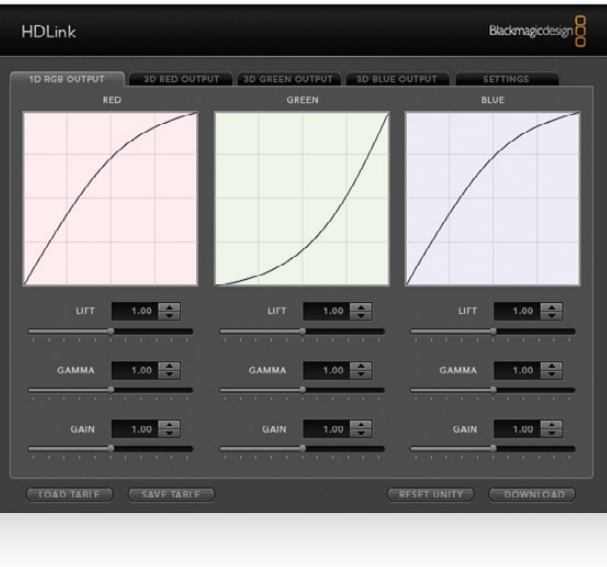 HDLink
Blackmagicdesign
1D RGB OUTPUT
3D RED OUTPUT
3D GREEN OUTPUT
3D BLUE OUTPUT
SETTINGS
RED
GREEN
BLUE
LIFT 1.00
LIFT 1.00
LIFT 1.00
GAMMA 1.00
GAMMA 1.00
GAMMA 1.00
GAIN 1.00
GAIN 1.00
GAIN 1.00
LOAD TABLE
SAVE TABLE
RESET UNITY
DOWNLOAD